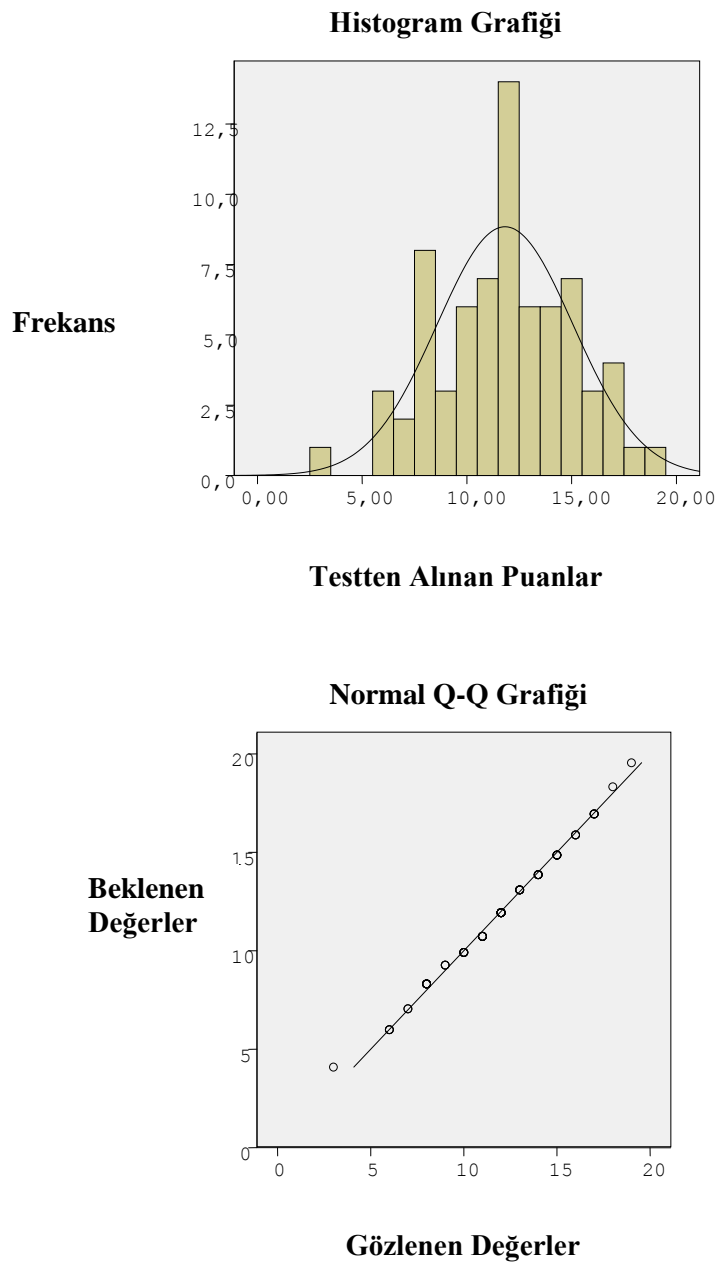 Histogram Grafiği
12,5
10,0
7,5
5,0
2,5
0,0
Frekans
0,00 5,00 10,00 15,00 20,00
Testten Alınan Puanlar
Normal Q-Q Grafiği
20
15
10
5
0
Beklenen
Değerler
0 5 10 15 20
Gözlenen Değerler